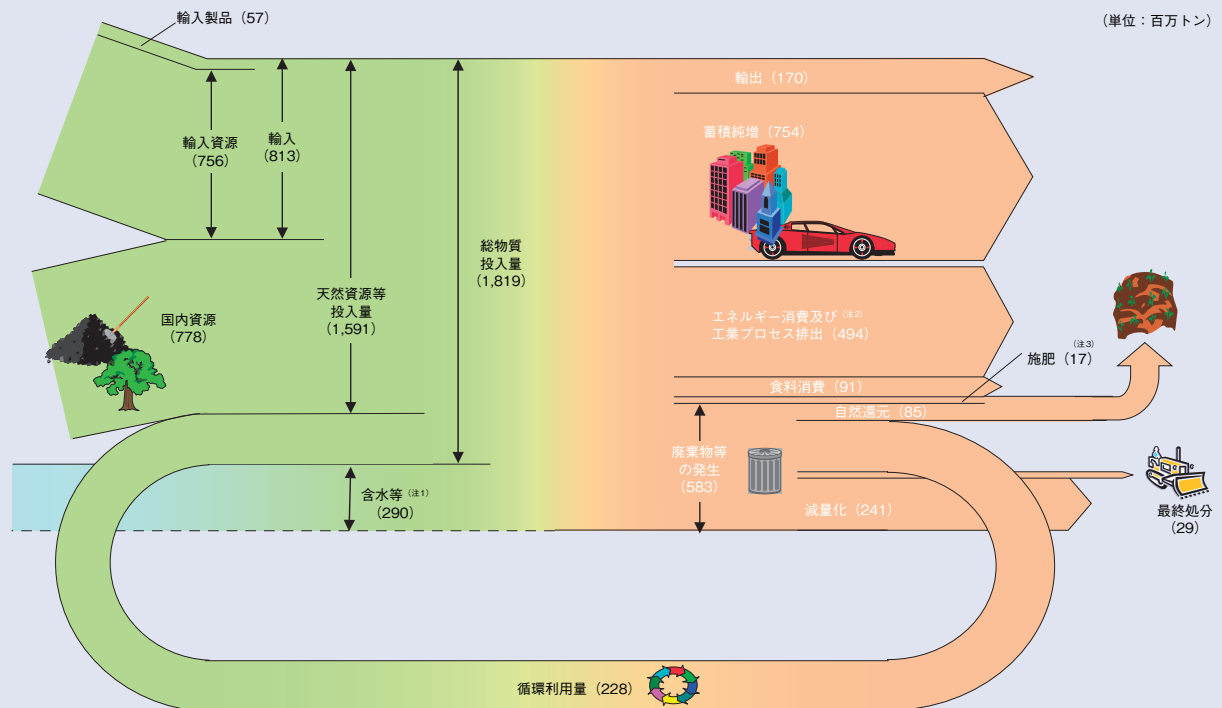 輸入製品（57）
（単位：百万トン）
輸出（170）
蓄積純増（754）
輸入資源
（756）
輸入
（813）
総物質
投入量
（1,819）
天然資源等
投入量
（1,591）
国内資源
（778）
エネルギー消費及び（注2）
工業プロセス排出（494）
（注3）
施肥（17）
食料消費（91）
自然還元（85）
廃棄物等
の発生
（583）
含水等（注1）
（290）
減量化（241）
最終処分
（29）
循環利用量（228）